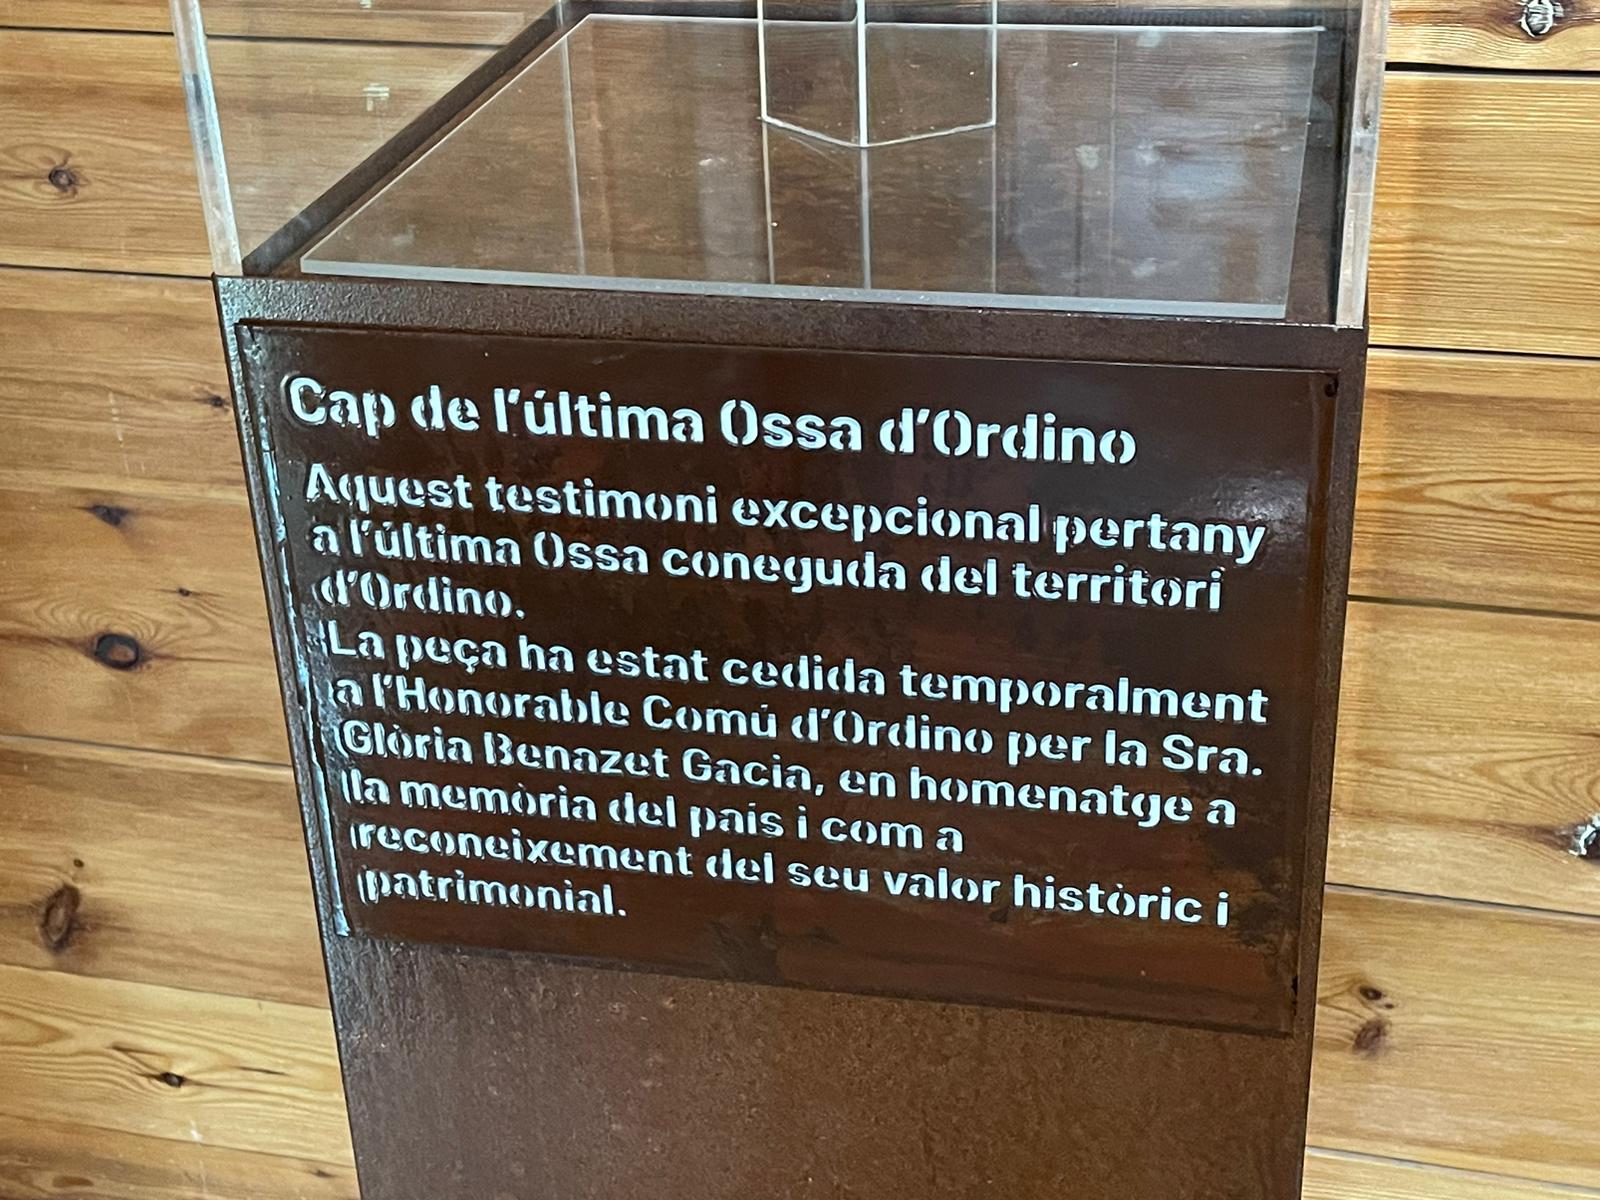 Cap de l'última Ossa d'Ordino
Aquest testimoni excepcional pertany
a l'última Ossa coneguda del territori
d'Ordino.
La peça ha estat cedida temporalment
a l'Honorable Comú d'Ordino per la Sra.
Glòria Benazet Gacia, en homenatge a
la memòria del país i com a
reconeixement del seu valor històric i
patrimonial.